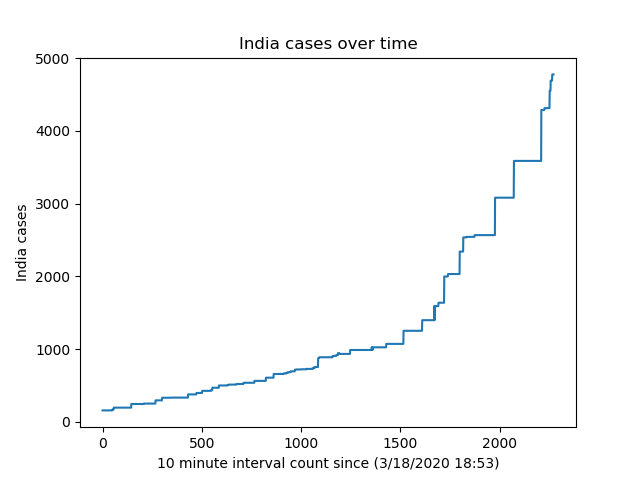 India cases over time
5000
4000
3000
2000
1000
0
India cases
0 500 1000 1500 2000
10 minute interval count since (3/18/2020 18:53)